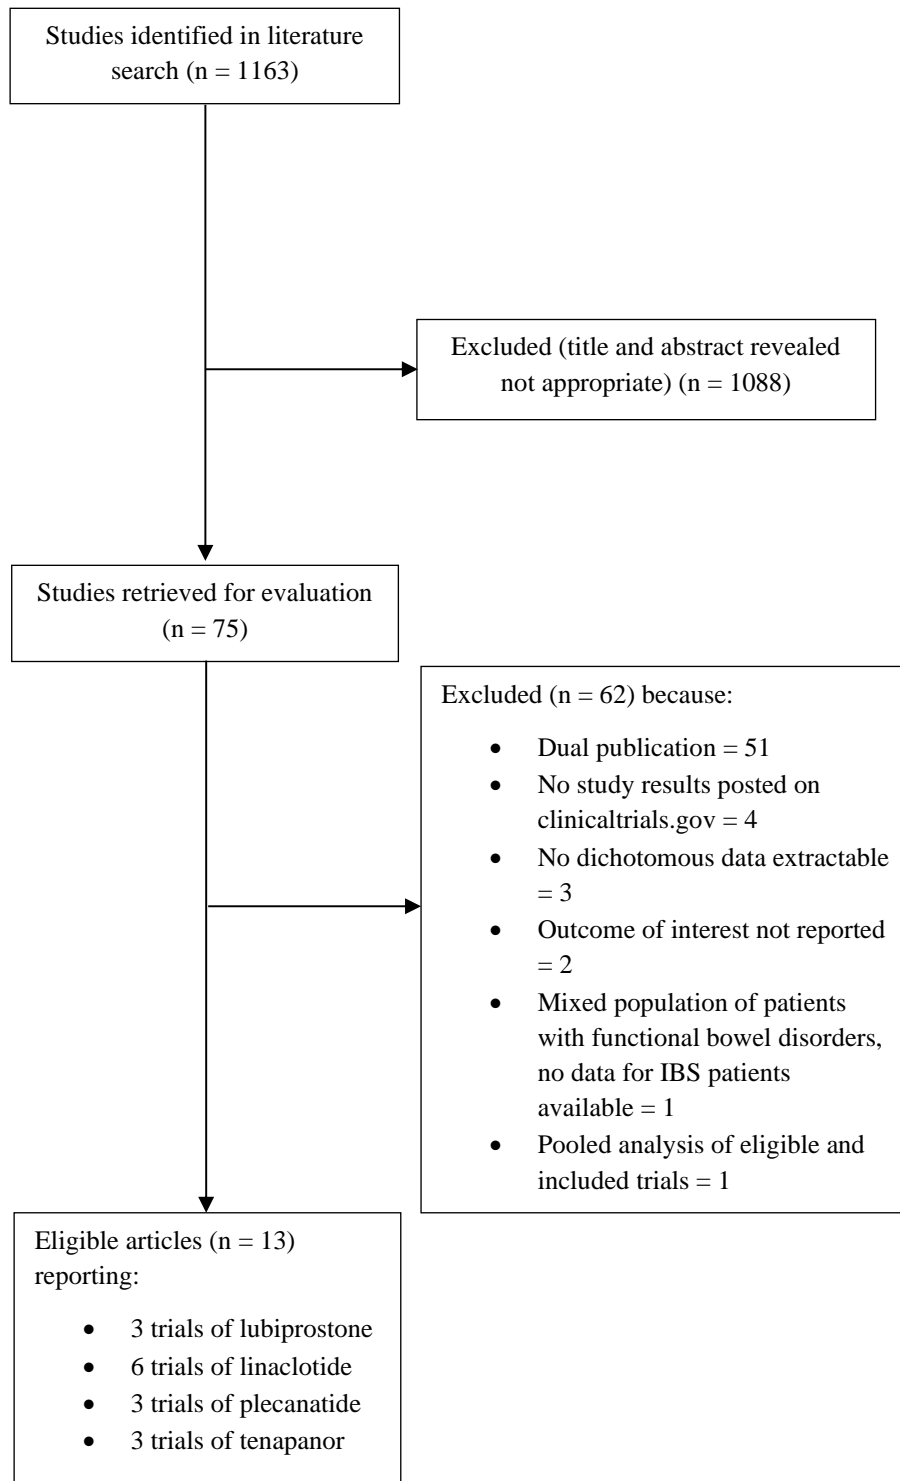 Studies identified in literature
search (n = 1163)
Excluded (title and abstract revealed
not appropriate) (n = 1088)
Studies retrieved for evaluation
(n = 75)
Excluded (n = 62) because:
• Dual publication = 51
• No study results posted on
clinicaltrials.gov = 4
• No dichotomous data extractable
= 3
• Outcome of interest not reported
= 2
• Mixed population of patients
with functional bowel disorders,
no data for IBS patients
available = 1
• Pooled analysis of eligible and
included trials = 1
Eligible articles (n = 13)
reporting:
• 3 trials of lubiprostone
• 6 trials of linaclotide
• 3 trials of plecanatide
• 3 trials of tenapanor